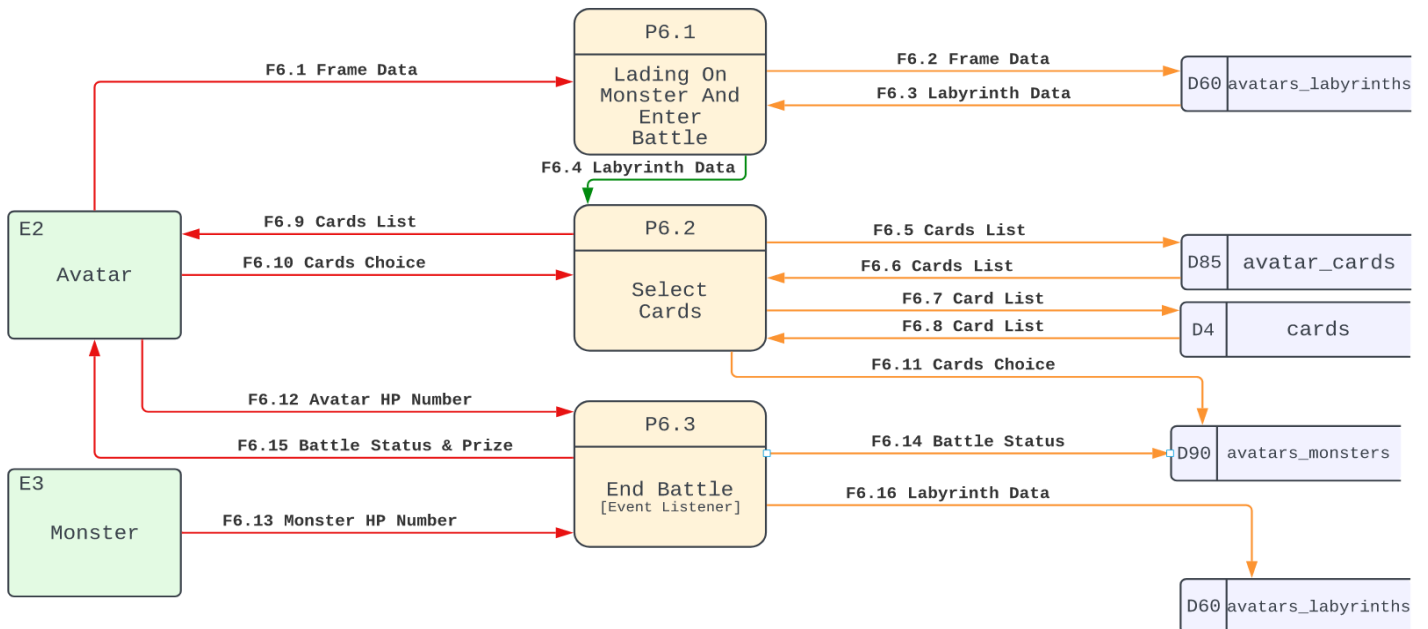 P6.1
Lading On
Monster And
Enter
Battle
F6.1 Frame Data
F6.2 Frame Data
F6.3 Labyrinth Data
D60 avatars_labyrinths
F6.4 Labyrinth Data
E2
Avatar
F6.9 Cards List
F6.10 Cards Choice
P6.2
Select
Cards
F6.5 Cards List
F6.6 Cards List
D85 avatar_cards
F6.7 Card List
F6.8 Card List
D4 cards
F6.11 Cards Choice
F6.12 Avatar HP Number
F6.15 Battle Status & Prize
P6.3
End Battle
[Event Listener]
F6.14 Battle Status
D90 avatars_monsters
E3
Monster
F6.13 Monster HP Number
F6.16 Labyrinth Data
D60 avatars_labyrinths